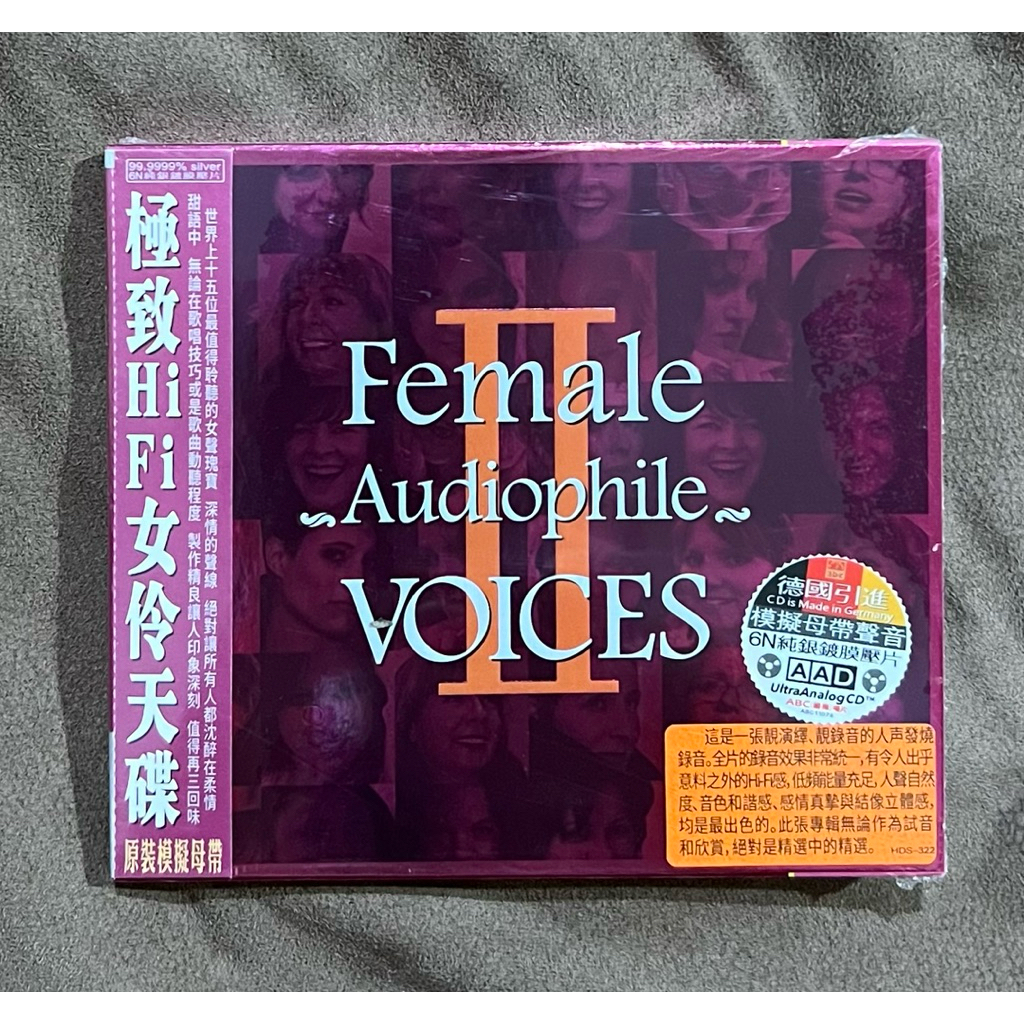 99.9999% silver
6N純銀鍍膜壓片
極致HiFi女伶天碟
世界上十五位最值得聆聽的女聲瑰寶 深情的聲線 絕對讓所有人都沈醉在柔情
甜語中 無論在歌唱技巧或是歌曲動聽程度 製作精良讓人印象深刻 值得再三回味
原裝模擬母帶
II
Female
Audiophile
VOICES
德國引進
CD is Made in Germany
模擬母帶聲音
6N純銀鍍膜壓片
AAD
UltraAnalogCD™
ABC
唱片
這是一張靚演繹、靚錄音的人声發燒
錄音。全片的錄音效果非常統一,有令人出乎
意料之外的Hi-Fi感,低頻能量充足,人聲自然
度、音色和諧感、感情真摯與結像立體感,
均是最出色的。此張專輯無論作為試音
和欣賞,絕對是精選中的精選。 HDS-322